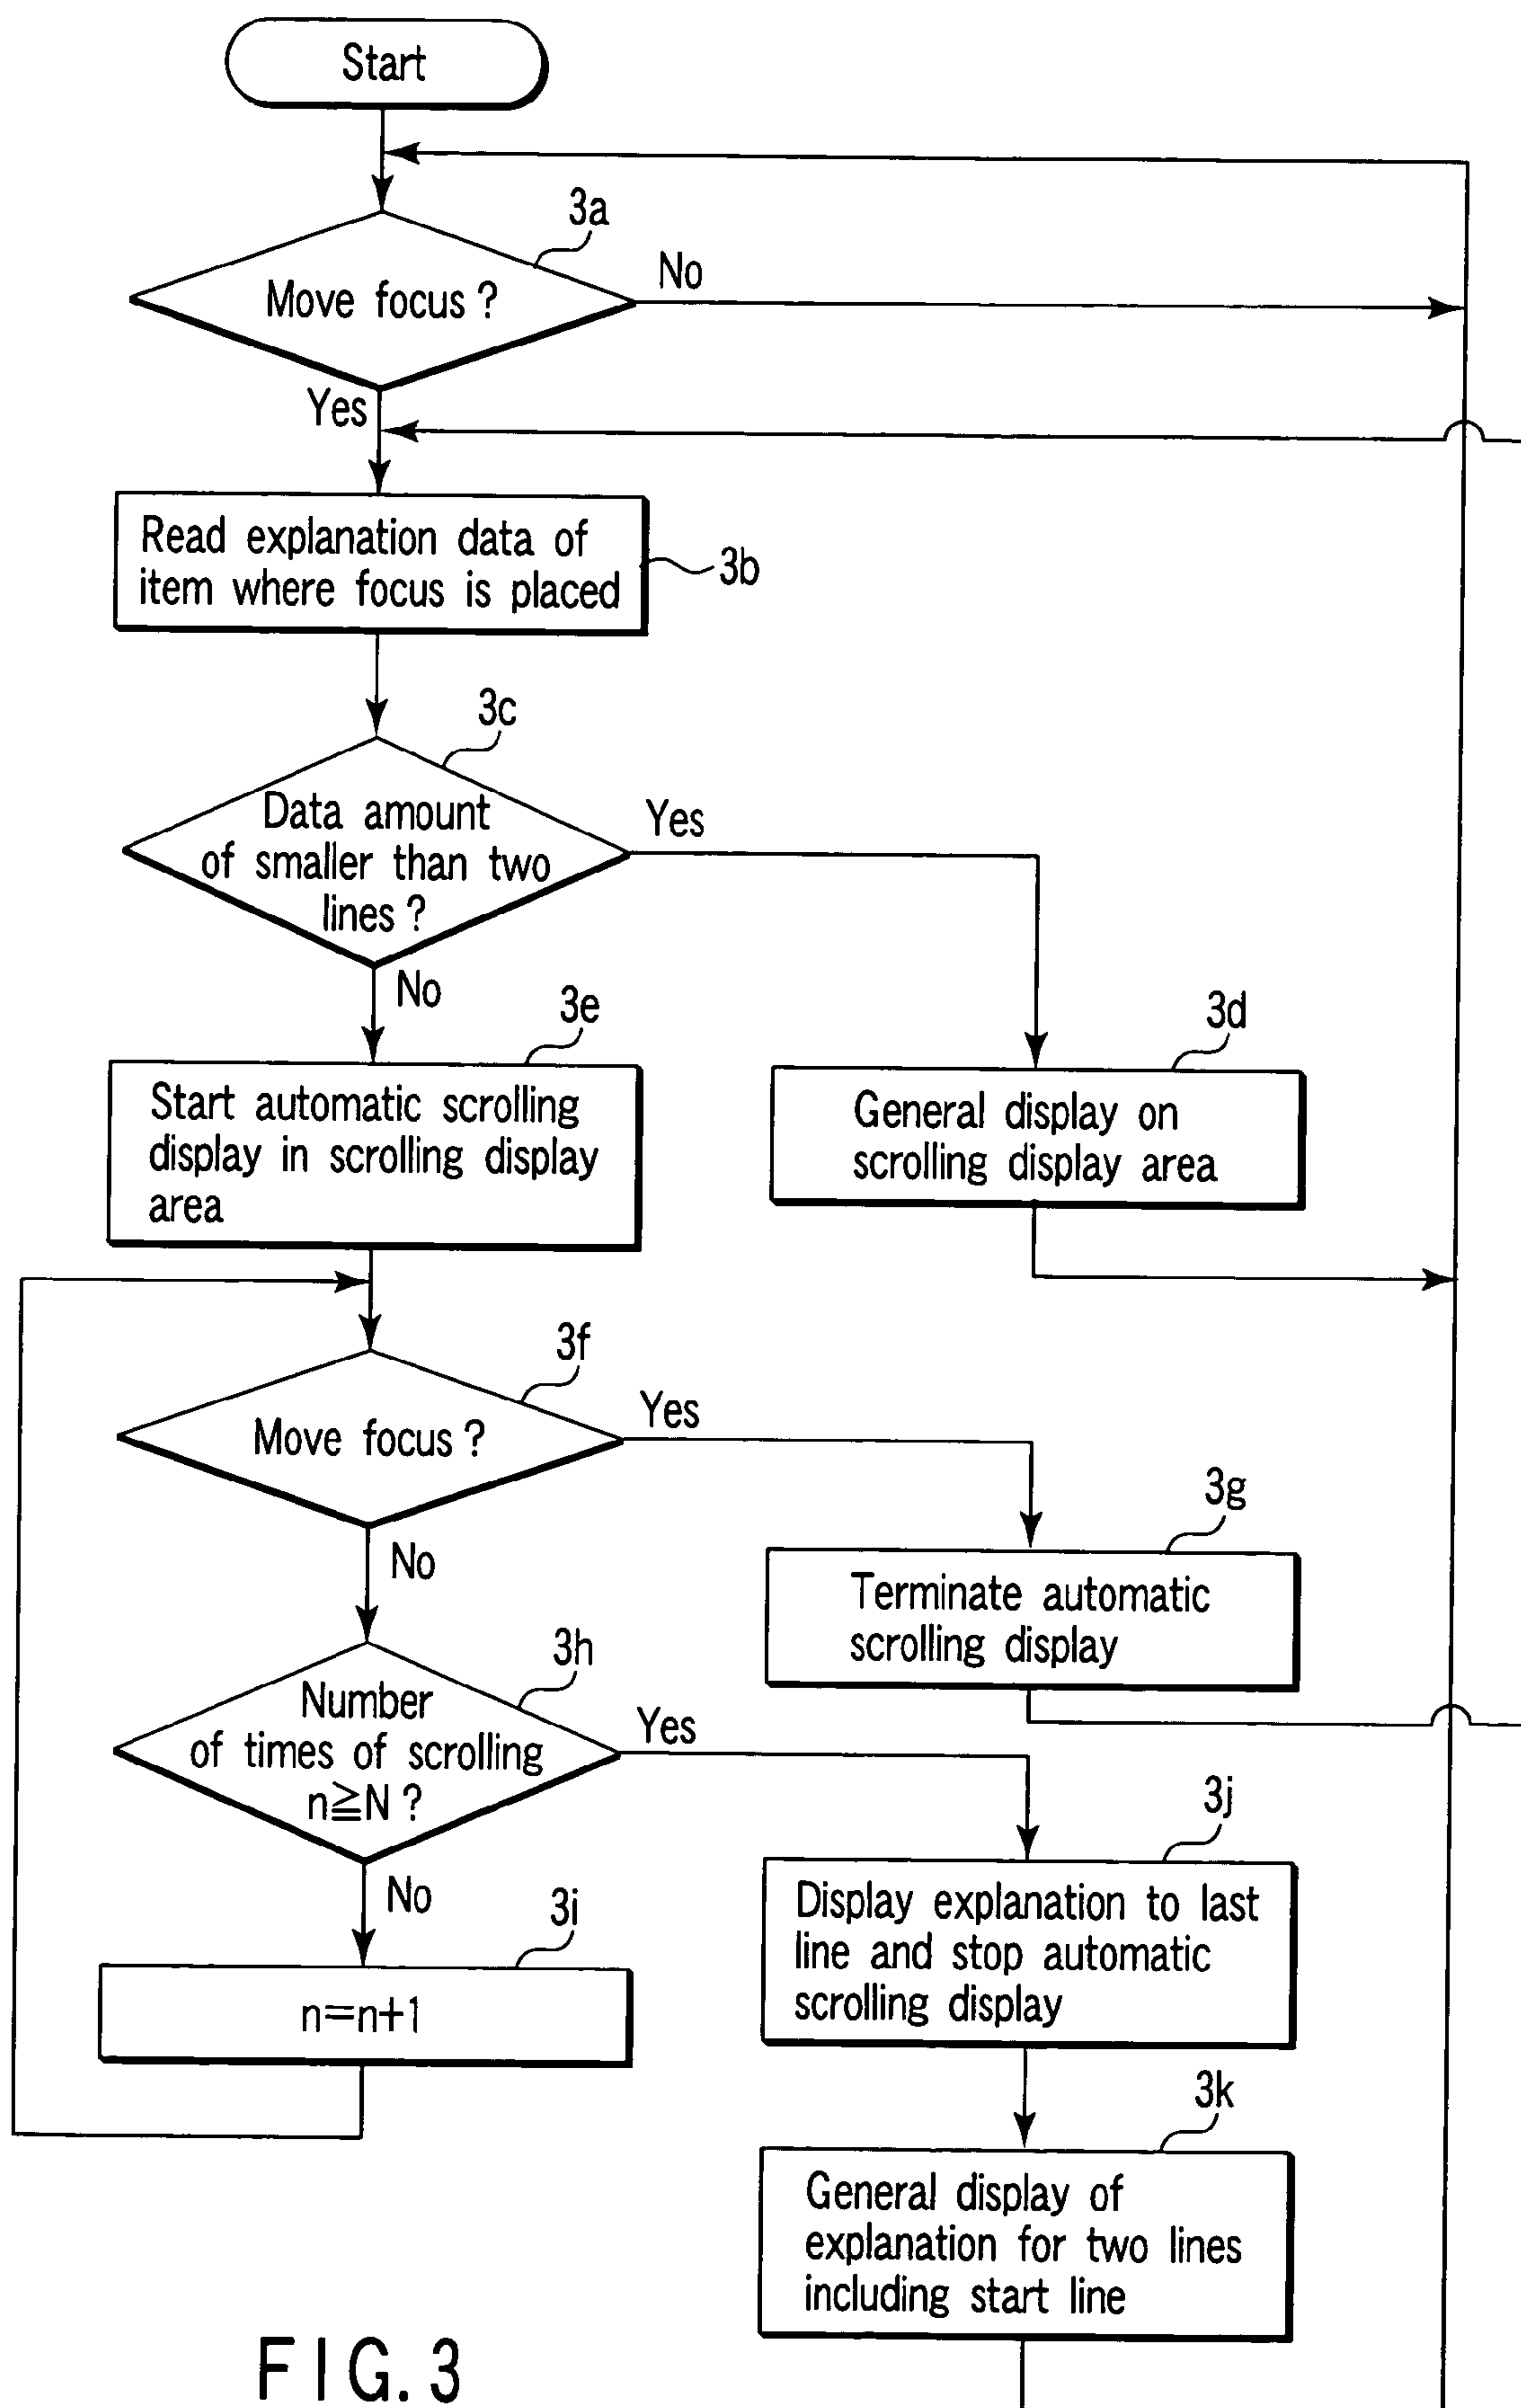 Start
3a
Move focus?
No
Yes
Read explanation data of
item where focus is placed
3b
3c
Data amount
of smaller than two
lines?
Yes
No
3e
Start automatic scrolling
display in scrolling display
area
3d
General display on
scrolling display area
3f
Move focus?
Yes
No
3g
Terminate automatic
scrolling display
3h
Number
of times of scrolling
n≧N?
Yes
No
3i
n=n+1
3j
Display explanation to last
line and stop automatic
scrolling display
3k
General display of
explanation for two lines
including start line
FIG. 3